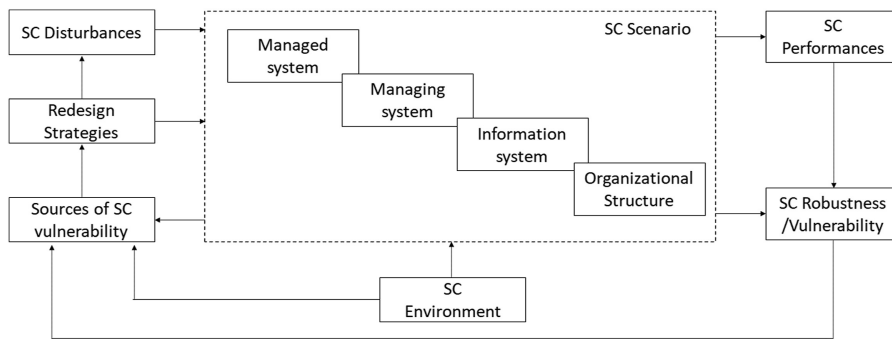 SC Disturbances
Redesign
Strategies
Sources of SC
vulnerability
SC Scenario
Managed
system
Managing
system
Information
system
Organizational
Structure
SC
Environment
SC
Performances
SC Robustness
/Vulnerability